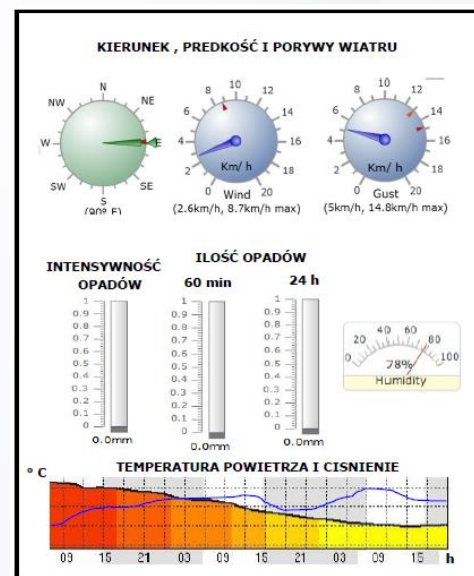 KIERUNEK , PREDKOŚĆ I PORYWY WIATRU
N
NW NE
W E
SW SE
S
(90° E)
0 2 4 6 8 10 12 14 16 18 20
Km/ h
Wind
(2.6km/h, 8.7km/h max)
0 2 4 6 8 10 12 14 16 18 20
Km/ h
Gust
(5km/h, 14.8km/h max)
INTENSYWNOŚĆ
OPADÓW
ILOŚĆ OPADÓW
60 min 24 h
1
0.9
0.8
0.7
0.6
0.5
0.4
0.3
0.2
0.1
0
0.0mm
1
0.9
0.8
0.7
0.6
0.5
0.4
0.3
0.2
0.1
0
0.0mm
1
0.9
0.8
0.7
0.6
0.5
0.4
0.3
0.2
0.1
0
0.0mm
0 20 40 60 80 100
78%
Humidity
TEMPERATURA POWIETRZA I CISNIENIE
° C
09 15 21 03 09 15 21 03 09 15 h